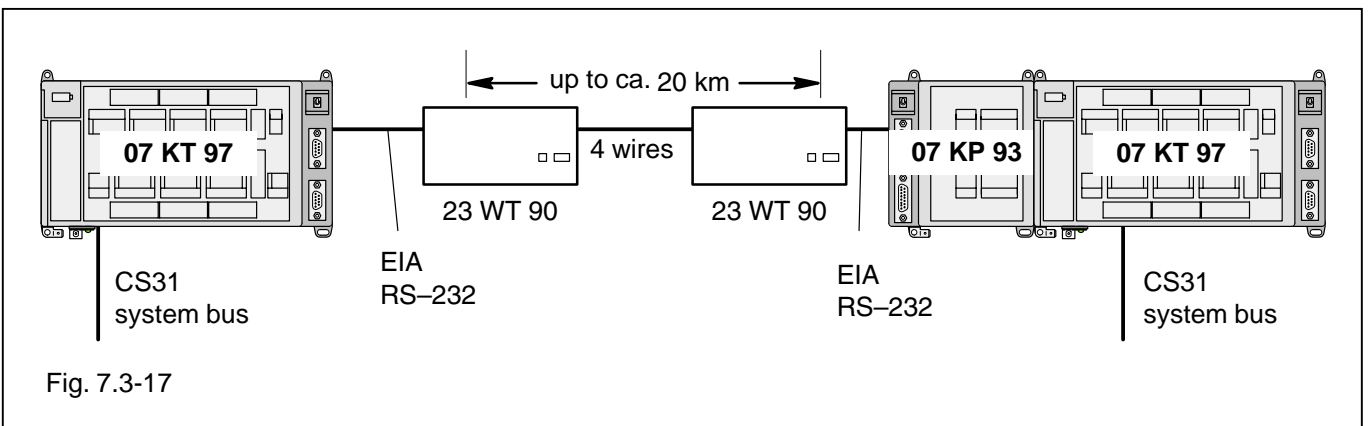 up to ca. 20 km
07 KT 97
4 wires
07 KP 93
07 KT 97
23 WT 90
23 WT 90
EIA
RS–232
EIA
RS–232
CS31
system bus
CS31
system bus
Fig. 7.3-17